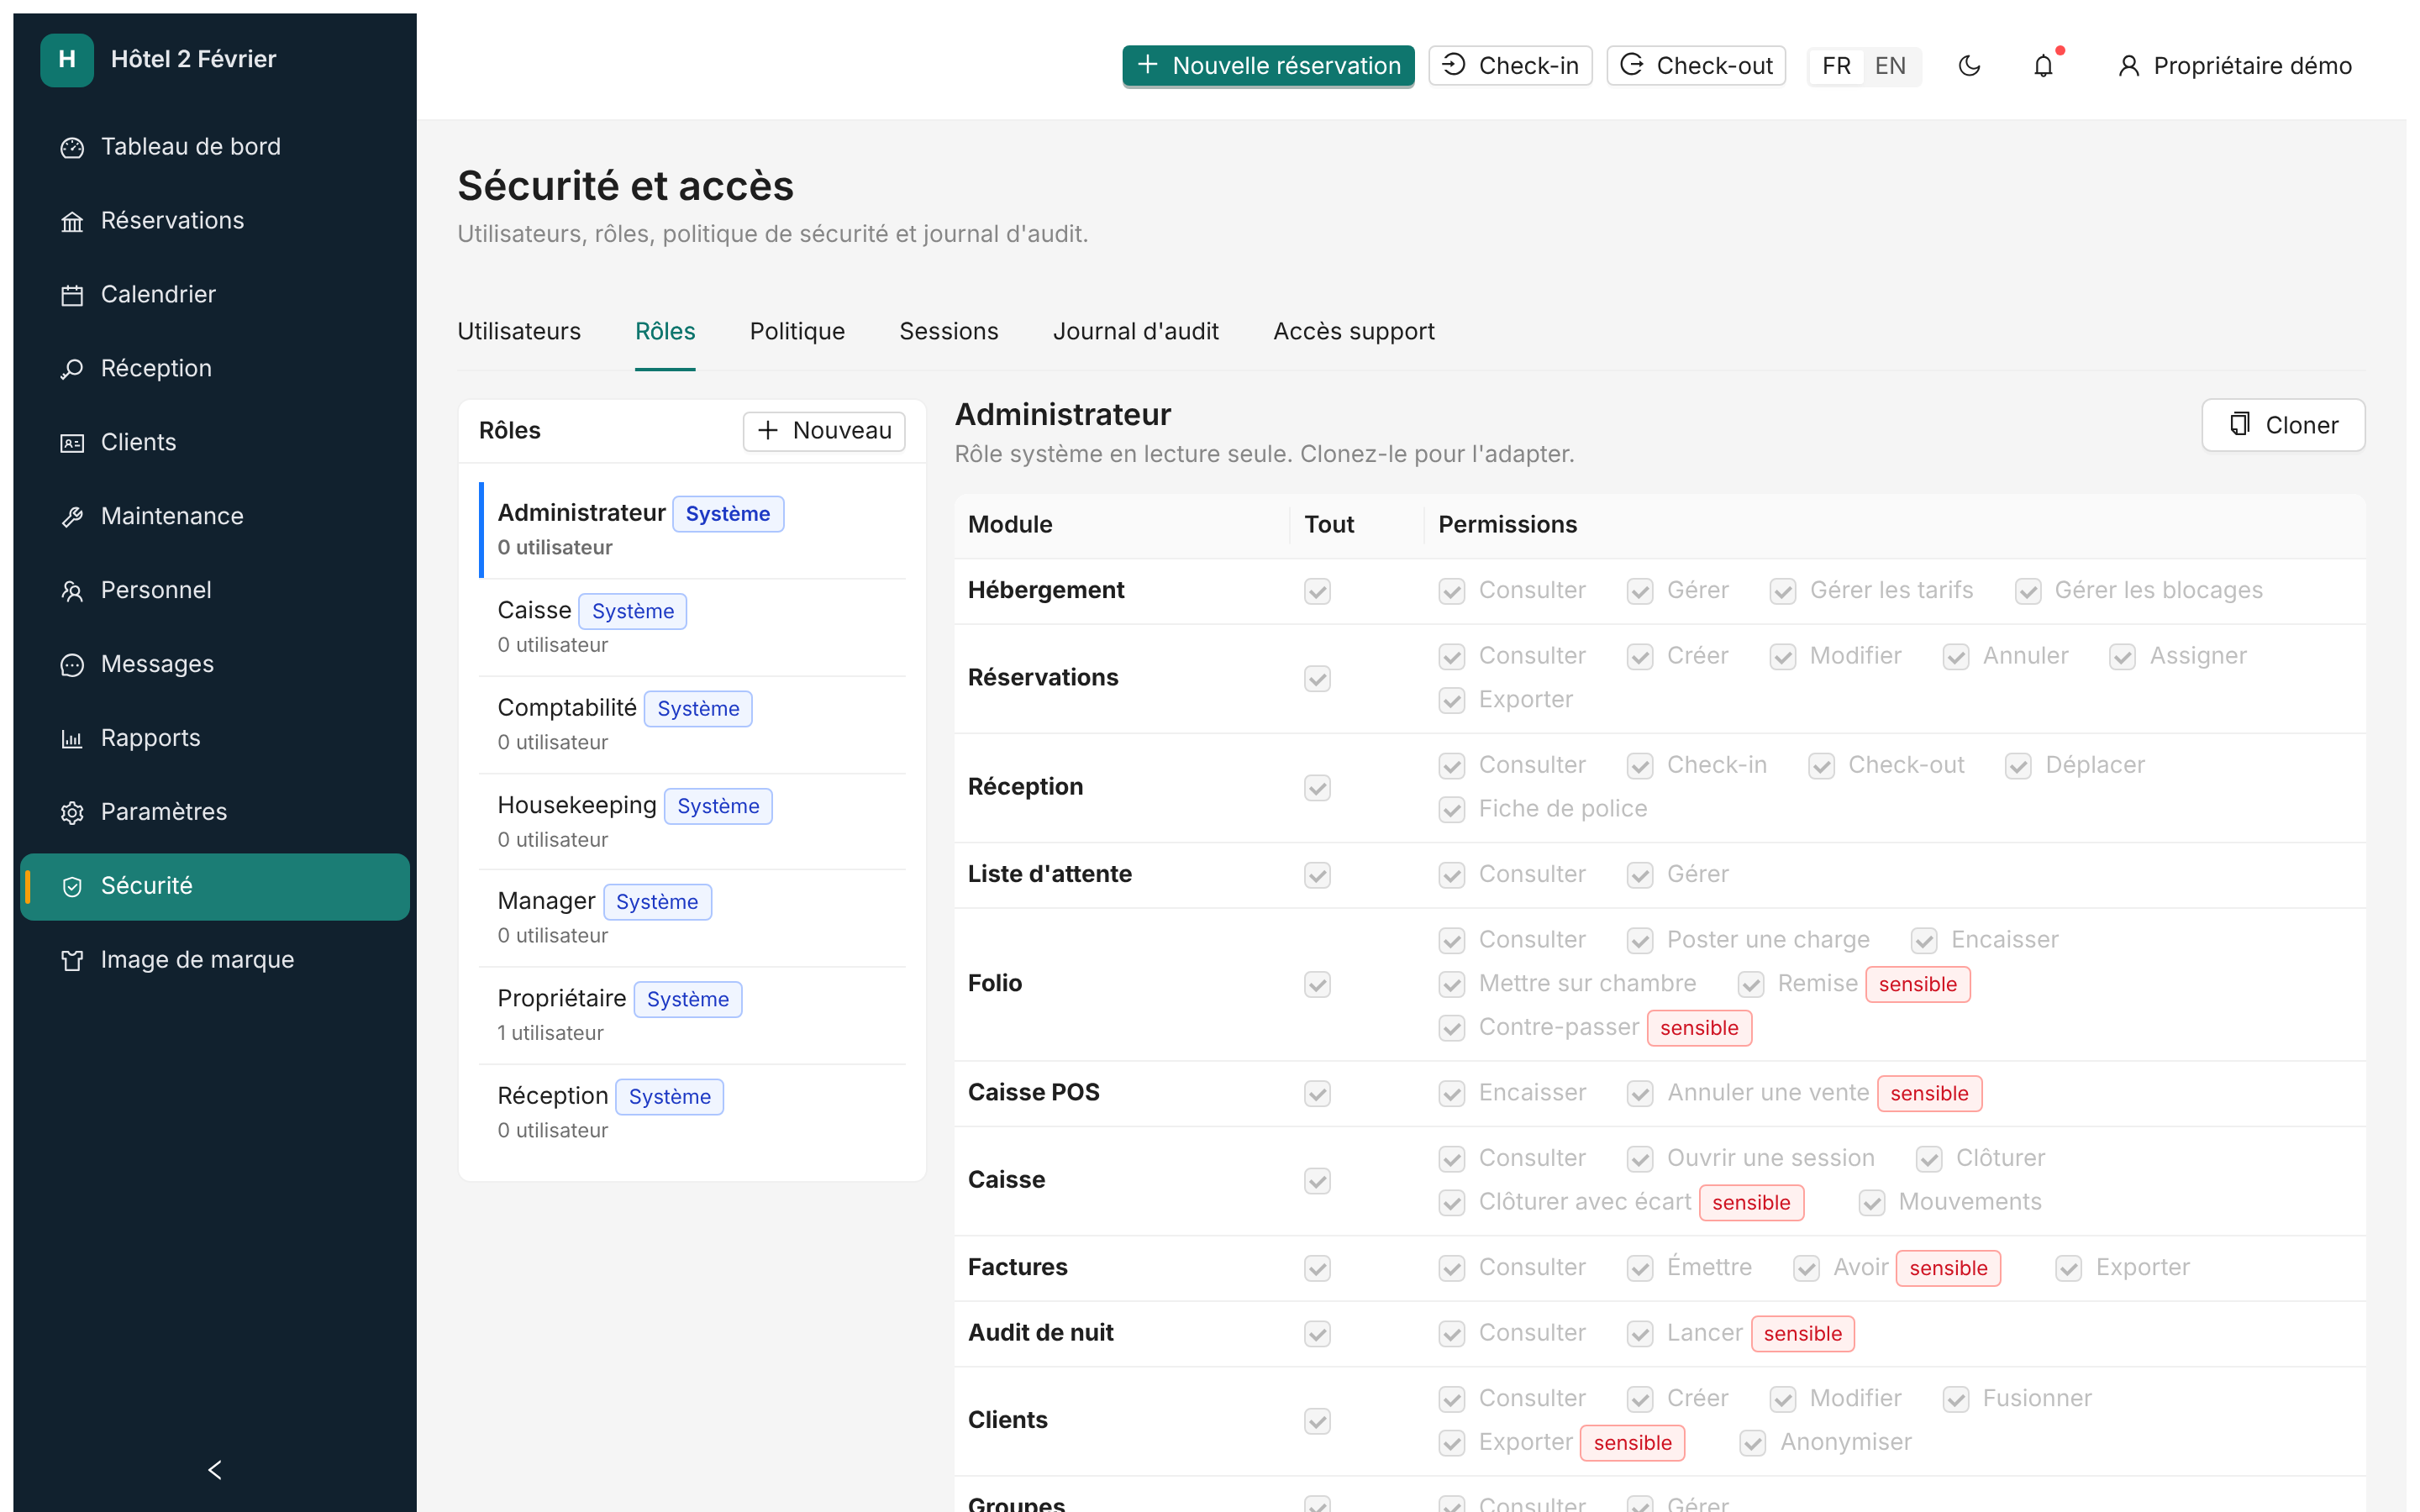 H Hôtel 2 Février
Tableau de bord
Réservations
Calendrier
Réception
Clients
Maintenance
Personnel
Messages
Rapports
Paramètres
Sécurité
Image de marque
+ Nouvelle réservation Check-in Check-out FR EN Propriétaire démo
Sécurité et accès
Utilisateurs, rôles, politique de sécurité et journal d'audit.
Utilisateurs Rôles Politique Sessions Journal d'audit Accès support
Rôles + Nouveau
Administrateur Système
0 utilisateur
Caisse Système
0 utilisateur
Comptabilité Système
0 utilisateur
Housekeeping Système
0 utilisateur
Manager Système
0 utilisateur
Propriétaire Système
1 utilisateur
Réception Système
0 utilisateur
Administrateur
Rôle système en lecture seule. Clonez-le pour l'adapter.
Cloner
Module Tout Permissions
Hébergement Consulter Gérer Gérer les tarifs Gérer les blocages
Réservations Consulter Créer Modifier Annuler Assigner
Exporter
Réception Consulter Check-in Check-out Déplacer
Fiche de police
Liste d'attente Consulter Gérer
Folio Consulter Poster une charge Encaisser
Mettre sur chambre Remise sensible
Contre-passer sensible
Caisse POS Encaisser Annuler une vente sensible
Caisse Consulter Ouvrir une session Clôturer
Clôturer avec écart sensible Mouvements
Factures Consulter Émettre Avoir sensible Exporter
Audit de nuit Consulter Lancer sensible
Clients Consulter Créer Modifier Fusionner
Exporter sensible Anonymiser
Groupes Consulter Gérer